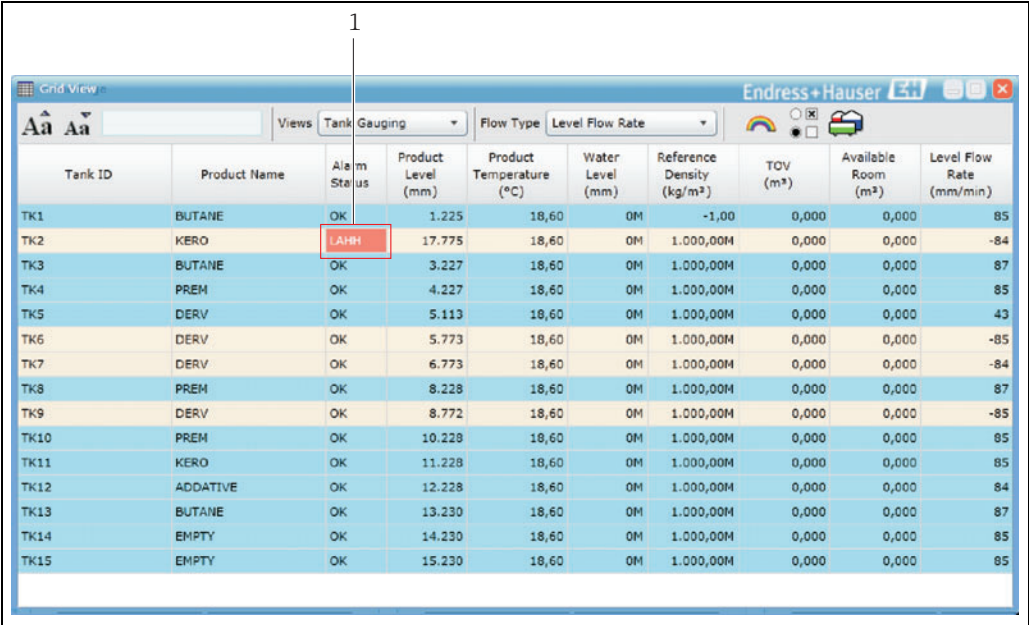 1
Grid View
Endress+Hauser EH
Aa Aa Views Tank Gauging Flow Type Level Flow Rate
Tank ID Product Name Alarm Status Product Level (mm) Product Temperature (°C) Water Level (mm) Reference Density (kg/m³) TOV (m³) Available Room (m³) Level Flow Rate (mm/min)
TK1 BUTANE OK 1.225 18,60 0M -1,00 0,000 0,000 85
TK2 KERO LAHH 17.775 18,60 0M 1.000,00M 0,000 0,000 -84
TK3 BUTANE OK 3.227 18,60 0M 1.000,00M 0,000 0,000 87
TK4 PREM OK 4.227 18,60 0M 1.000,00M 0,000 0,000 85
TK5 DERV OK 5.113 18,60 0M 1.000,00M 0,000 0,000 43
TK6 DERV OK 5.773 18,60 0M 1.000,00M 0,000 0,000 -85
TK7 DERV OK 6.773 18,60 0M 1.000,00M 0,000 0,000 -84
TK8 PREM OK 8.228 18,60 0M 1.000,00M 0,000 0,000 87
TK9 DERV OK 8.772 18,60 0M 1.000,00M 0,000 0,000 -85
TK10 PREM OK 10.228 18,60 0M 1.000,00M 0,000 0,000 85
TK11 KERO OK 11.228 18,60 0M 1.000,00M 0,000 0,000 85
TK12 ADDATIVE OK 12.228 18,60 0M 1.000,00M 0,000 0,000 84
TK13 BUTANE OK 13.230 18,60 0M 1.000,00M 0,000 0,000 87
TK14 EMPTY OK 14.230 18,60 0M 1.000,00M 0,000 0,000 85
TK15 EMPTY OK 15.230 18,60 0M 1.000,00M 0,000 0,000 85